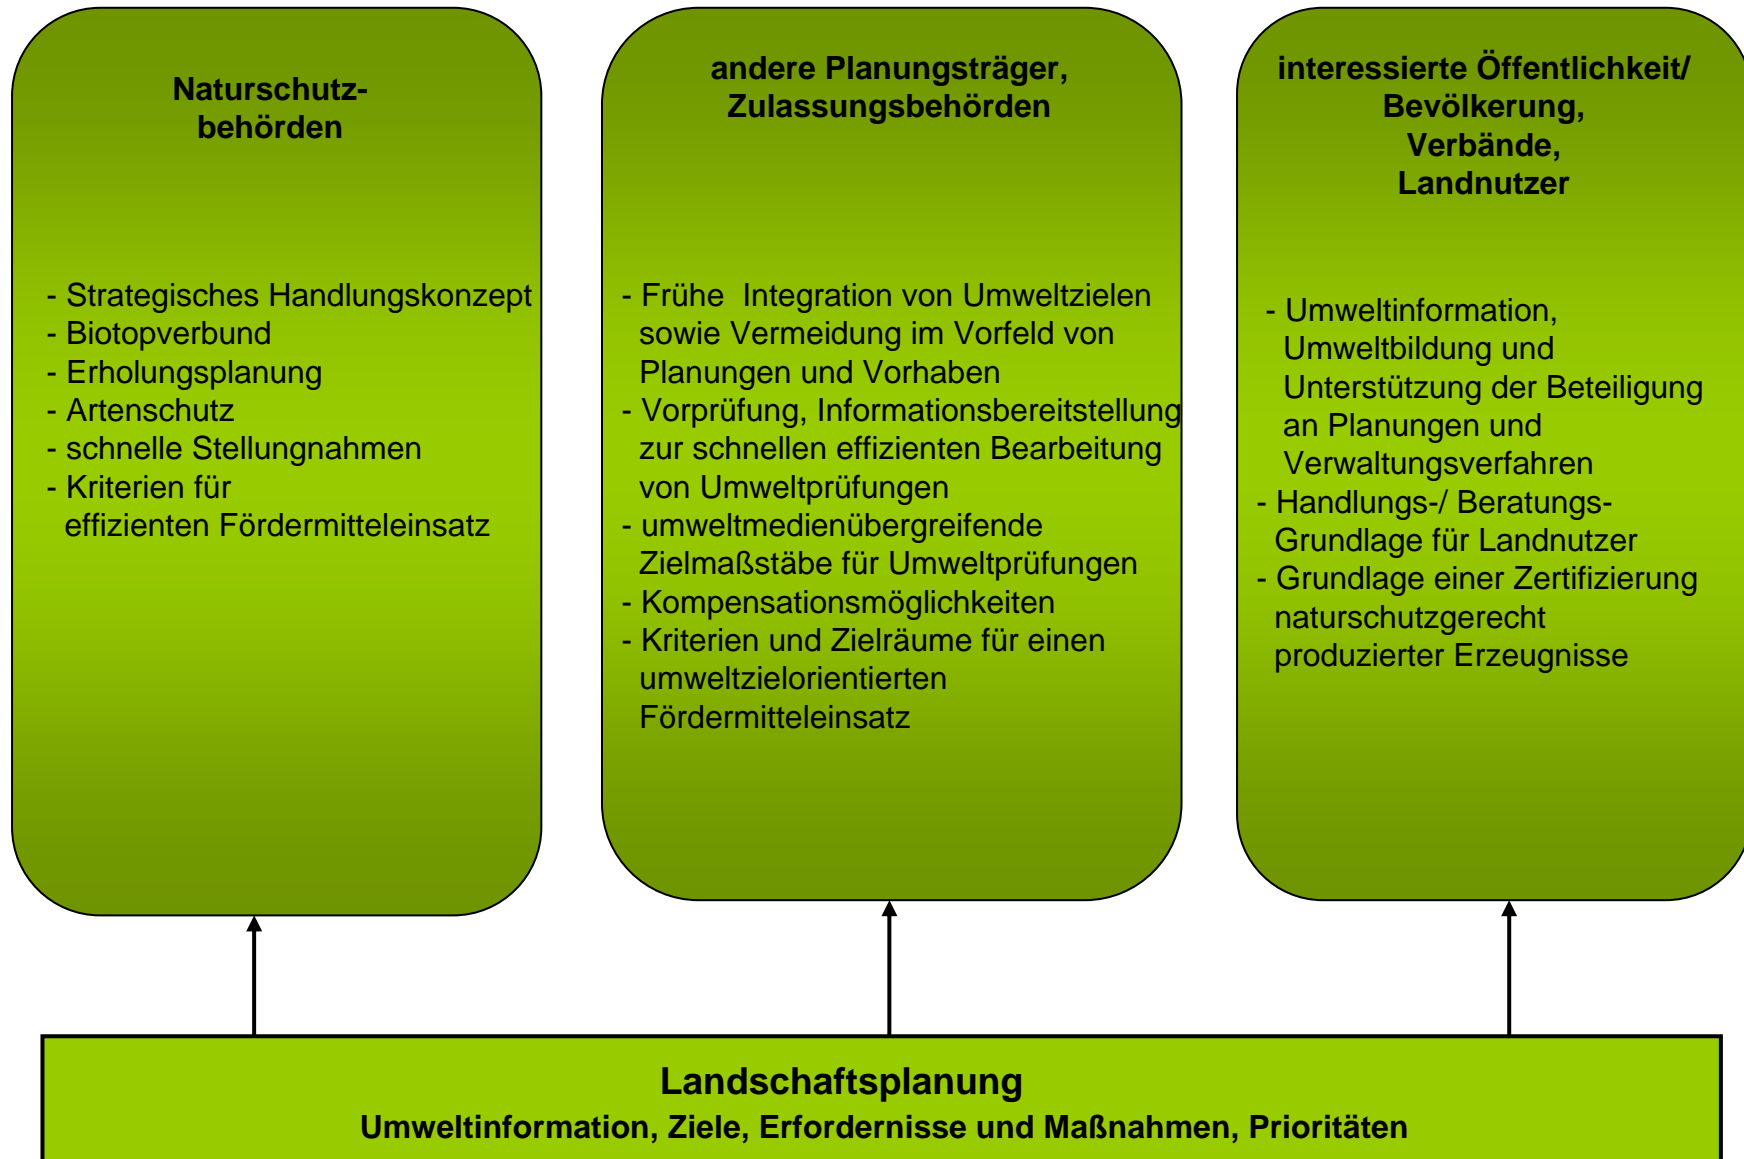 Naturschutz-
behörden
- Strategisches Handlungskonzept
- Biotopverbund
- Erholungsplanung
- Artenschutz
- schnelle Stellungnahmen
- Kriterien für
effizienten Fördermitteleinsatz
andere Planungsträger,
Zulassungsbehörden
- Frühe  Integration von Umweltzielen
sowie Vermeidung im Vorfeld von
Planungen und Vorhaben
- Vorprüfung, Informationsbereitstellung
zur schnellen effizienten Bearbeitung
von Umweltprüfungen
- umweltmedienübergreifende
Zielmaßstäbe für Umweltprüfungen
- Kompensationsmöglichkeiten
- Kriterien und Zielräume für einen
umweltzielorientierten
Fördermitteleinsatz
interessierte Öffentlichkeit/
Bevölkerung,
Verbände,
Landnutzer
- Umweltinformation,
Umweltbildung und
Unterstützung der Beteiligung
an Planungen und
Verwaltungsverfahren
- Handlungs-/ Beratungs-
Grundlage für Landnutzer
- Grundlage einer Zertifizierung
naturschutzgerecht
produzierter Erzeugnisse
Landschaftsplanung
Umweltinformation, Ziele, Erfordernisse und Maßnahmen, Prioritäten